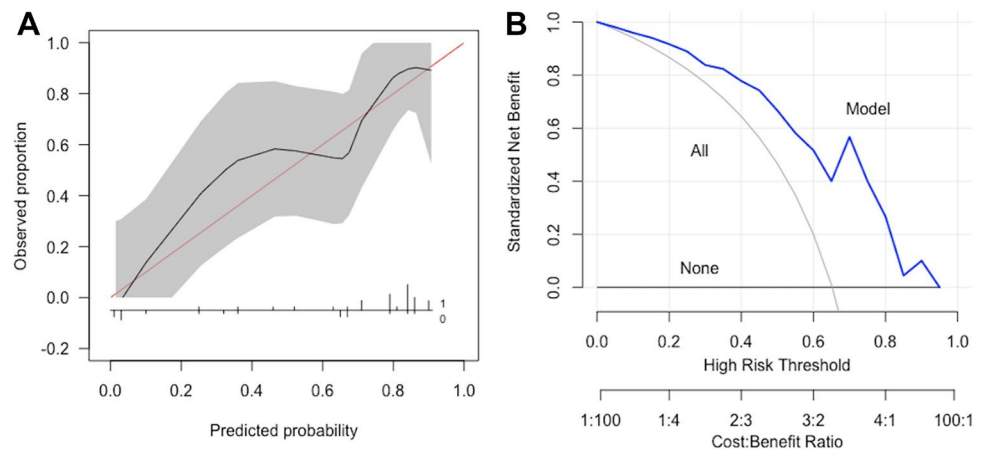 A
1.0
0.8
0.6
0.4
0.2
0.0
-0.2
Observed proportion
1
0
0.0 0.2 0.4 0.6 0.8 1.0
Predicted probability
B
1.0
0.8
0.6
0.4
0.2
0.0
Standardized Net Benefit
Model
All
None
0.0 0.2 0.4 0.6 0.8 1.0
High Risk Threshold
1:100 1:4 2:3 3:2 4:1 100:1
Cost:Benefit Ratio